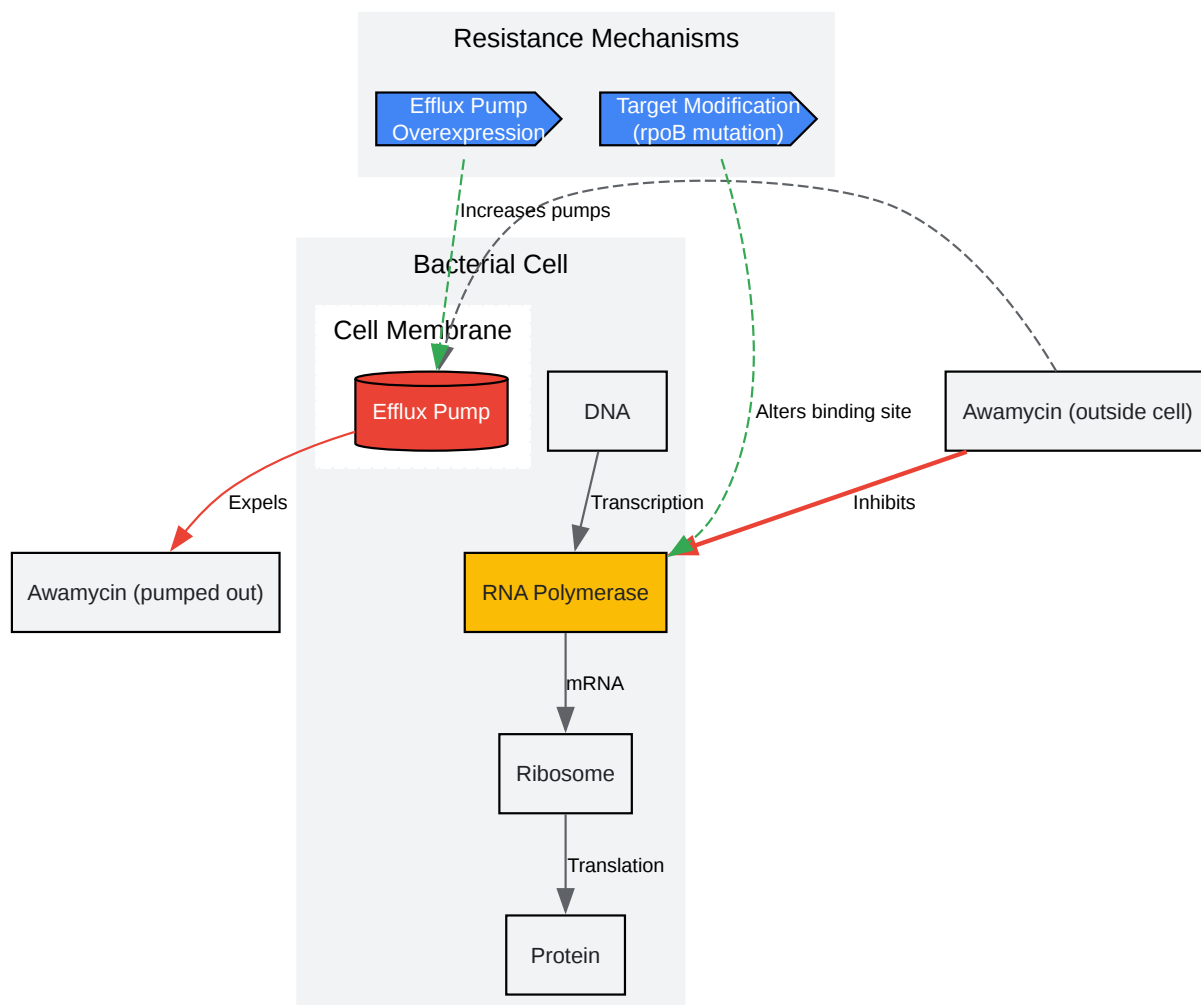 Resistance Mechanisms
Efflux Pump
Overexpression
Target Modification
(rpoB mutation)
Increases pumps
Bacterial Cell
Cell Membrane
Efflux Pump
DNA
Alters binding site
Awamycin (outside cell)
Expels
Transcription
Inhibits
Awamycin (pumped out)
RNA Polymerase
mRNA
Ribosome
Translation
Protein